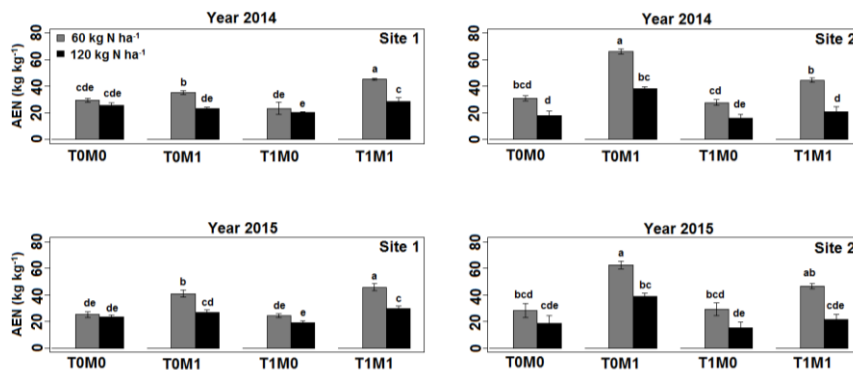 Year 2014
Site 1
60 kg N ha⁻¹
120 kg N ha⁻¹
AEN (kg kg⁻¹)
80
60
40
20
0
cde cde b de de e a c
T0M0 T0M1 T1M0 T1M1
Year 2014
Site 2
80
60
40
20
0
bcd d a bc cd de b d
T0M0 T0M1 T1M0 T1M1
Year 2015
Site 1
AEN (kg kg⁻¹)
80
60
40
20
0
de de b cd de e a c
T0M0 T0M1 T1M0 T1M1
Year 2015
Site 2
80
60
40
20
0
bcd cde a bc bcd de ab cde
T0M0 T0M1 T1M0 T1M1